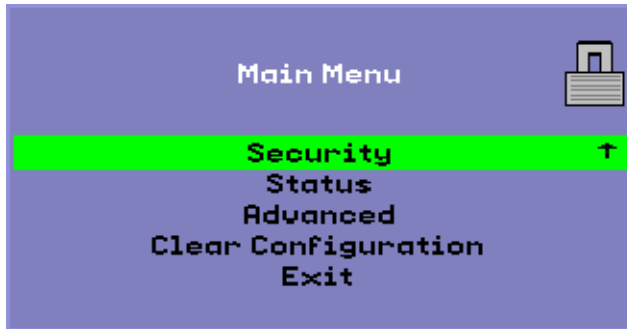 Main Menu
Security ↑
Status
Advanced
Clear Configuration
Exit